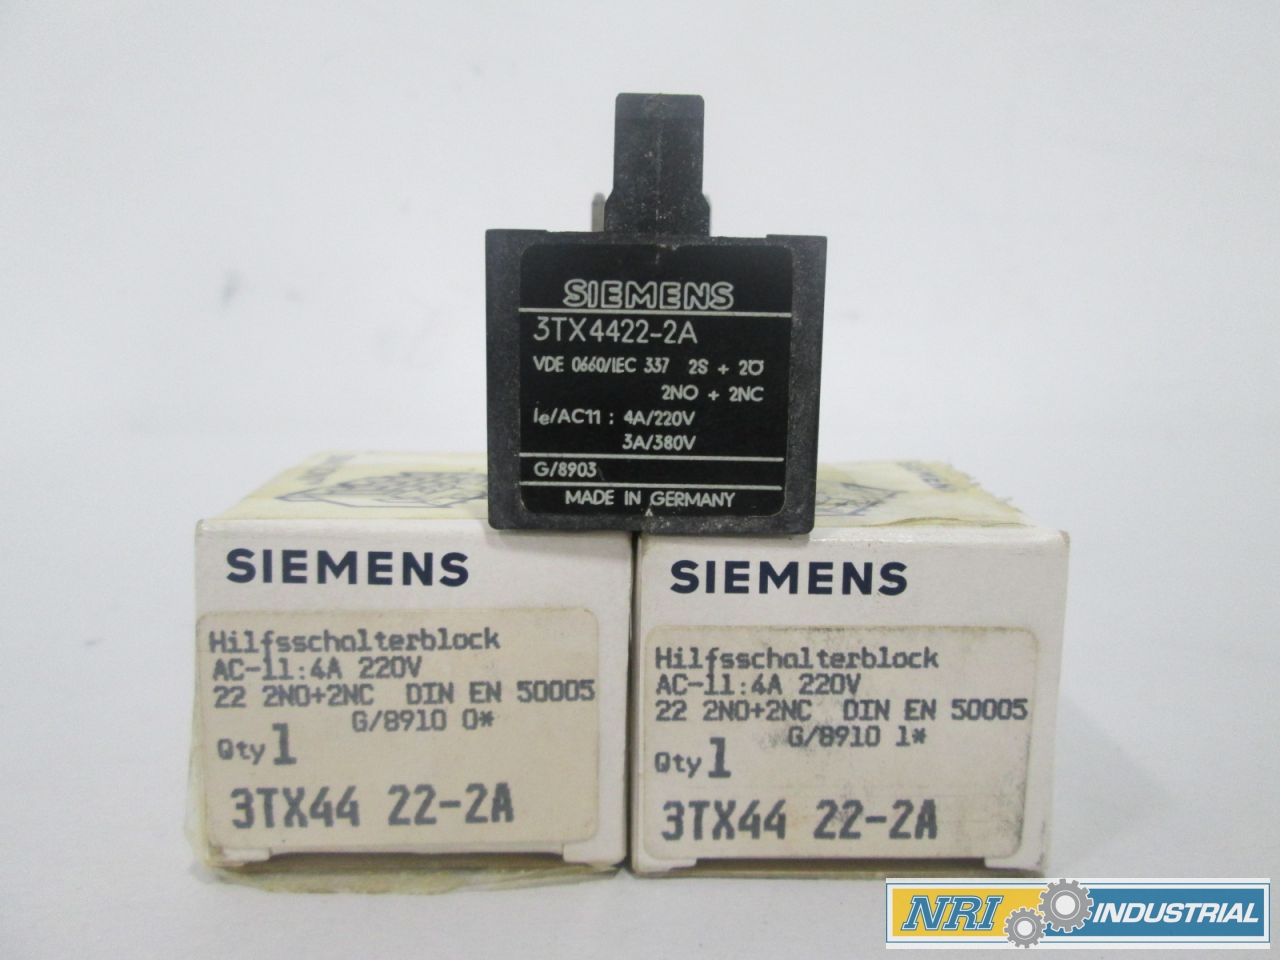 SIEMENS
3TX4422-2A
VDE 0660/IEC 337 2S + 2Ö
2NO + 2NC
Ie/AC11 : 4A/220V
3A/380V
G/8903
MADE IN GERMANY
SIEMENS
SIEMENS
SIEMENS
Hilfsschalterblock
AC-11:4A 220V
22 2NO+2NC DIN EN 50005
G/8910 0*
Qty 1
3TX44 22-2A
SIEMENS
Hilfsschalterblock
AC-11:4A 220V
22 2NO+2NC DIN EN 50005
G/8910 1*
Qty 1
3TX44 22-2A
NRI INDUSTRIAL